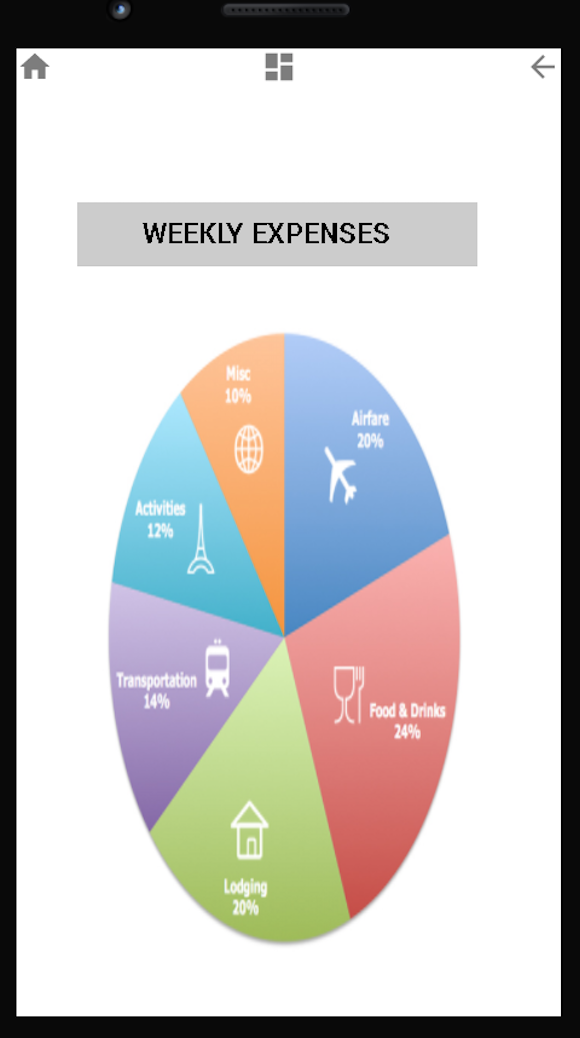 WEEKLY EXPENSES
Misc
10%
Airfare
20%
Activities
12%
Transportation
14%
Food & Drinks
24%
Lodging
20%